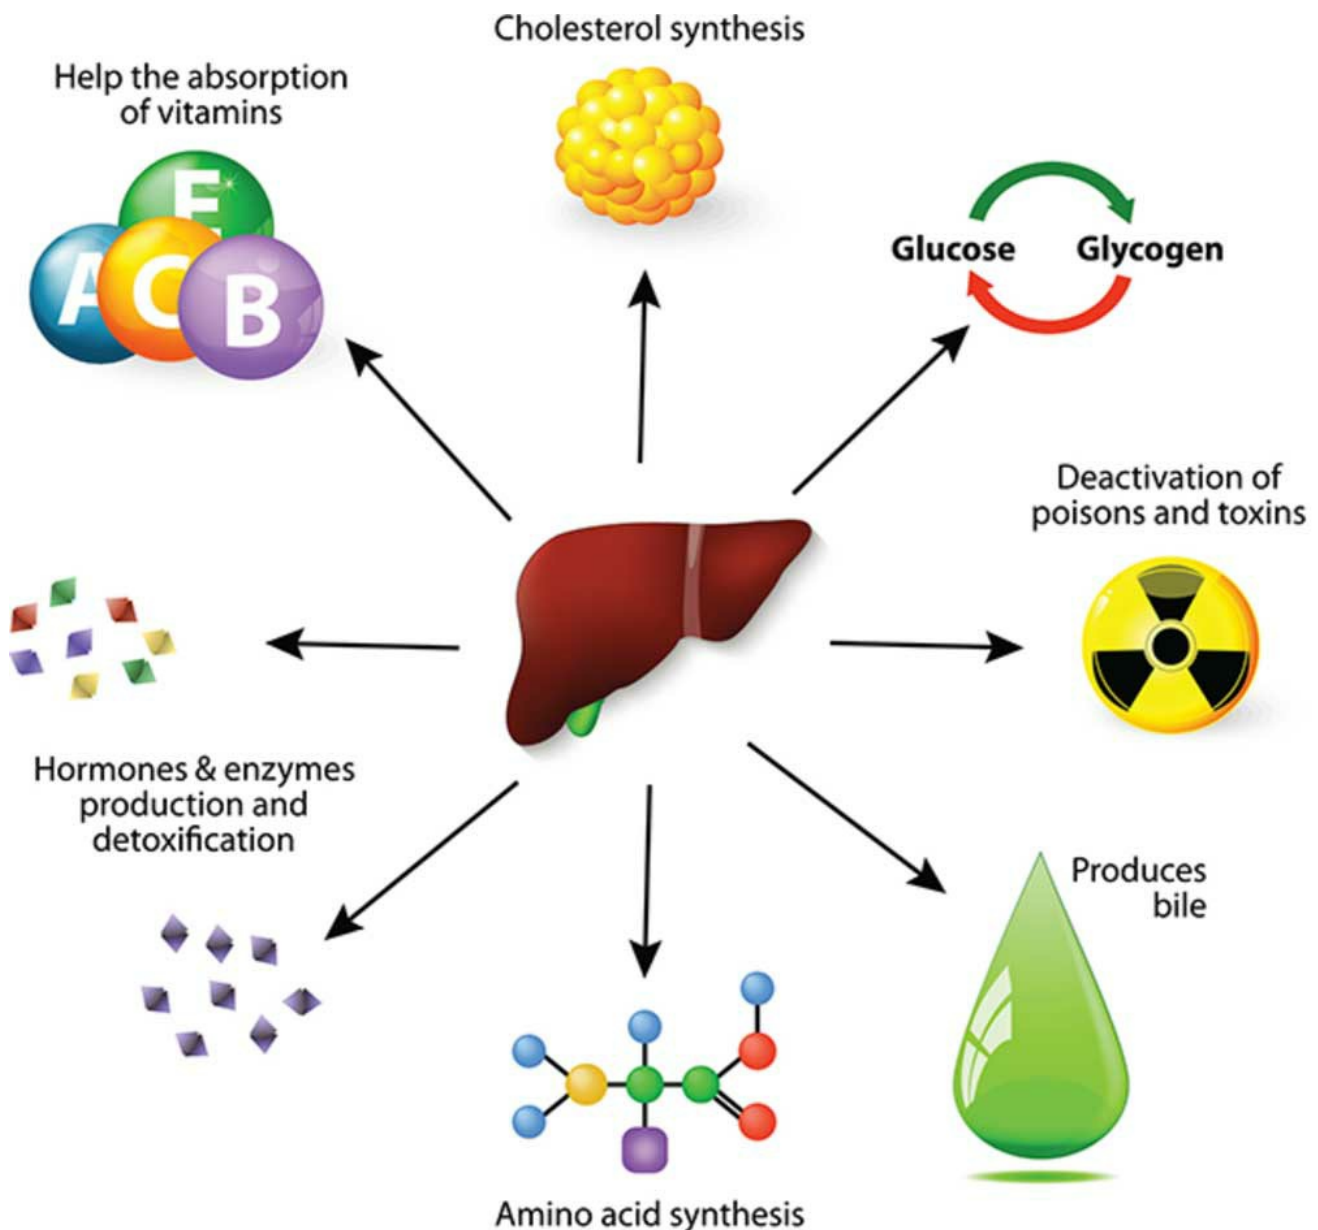 Cholesterol synthesis
Help the absorption
of vitamins
E
A
C
B
Glucose
Glycogen
Deactivation of
poisons and toxins
Hormones & enzymes
production and
detoxification
Produces
bile
Amino acid synthesis